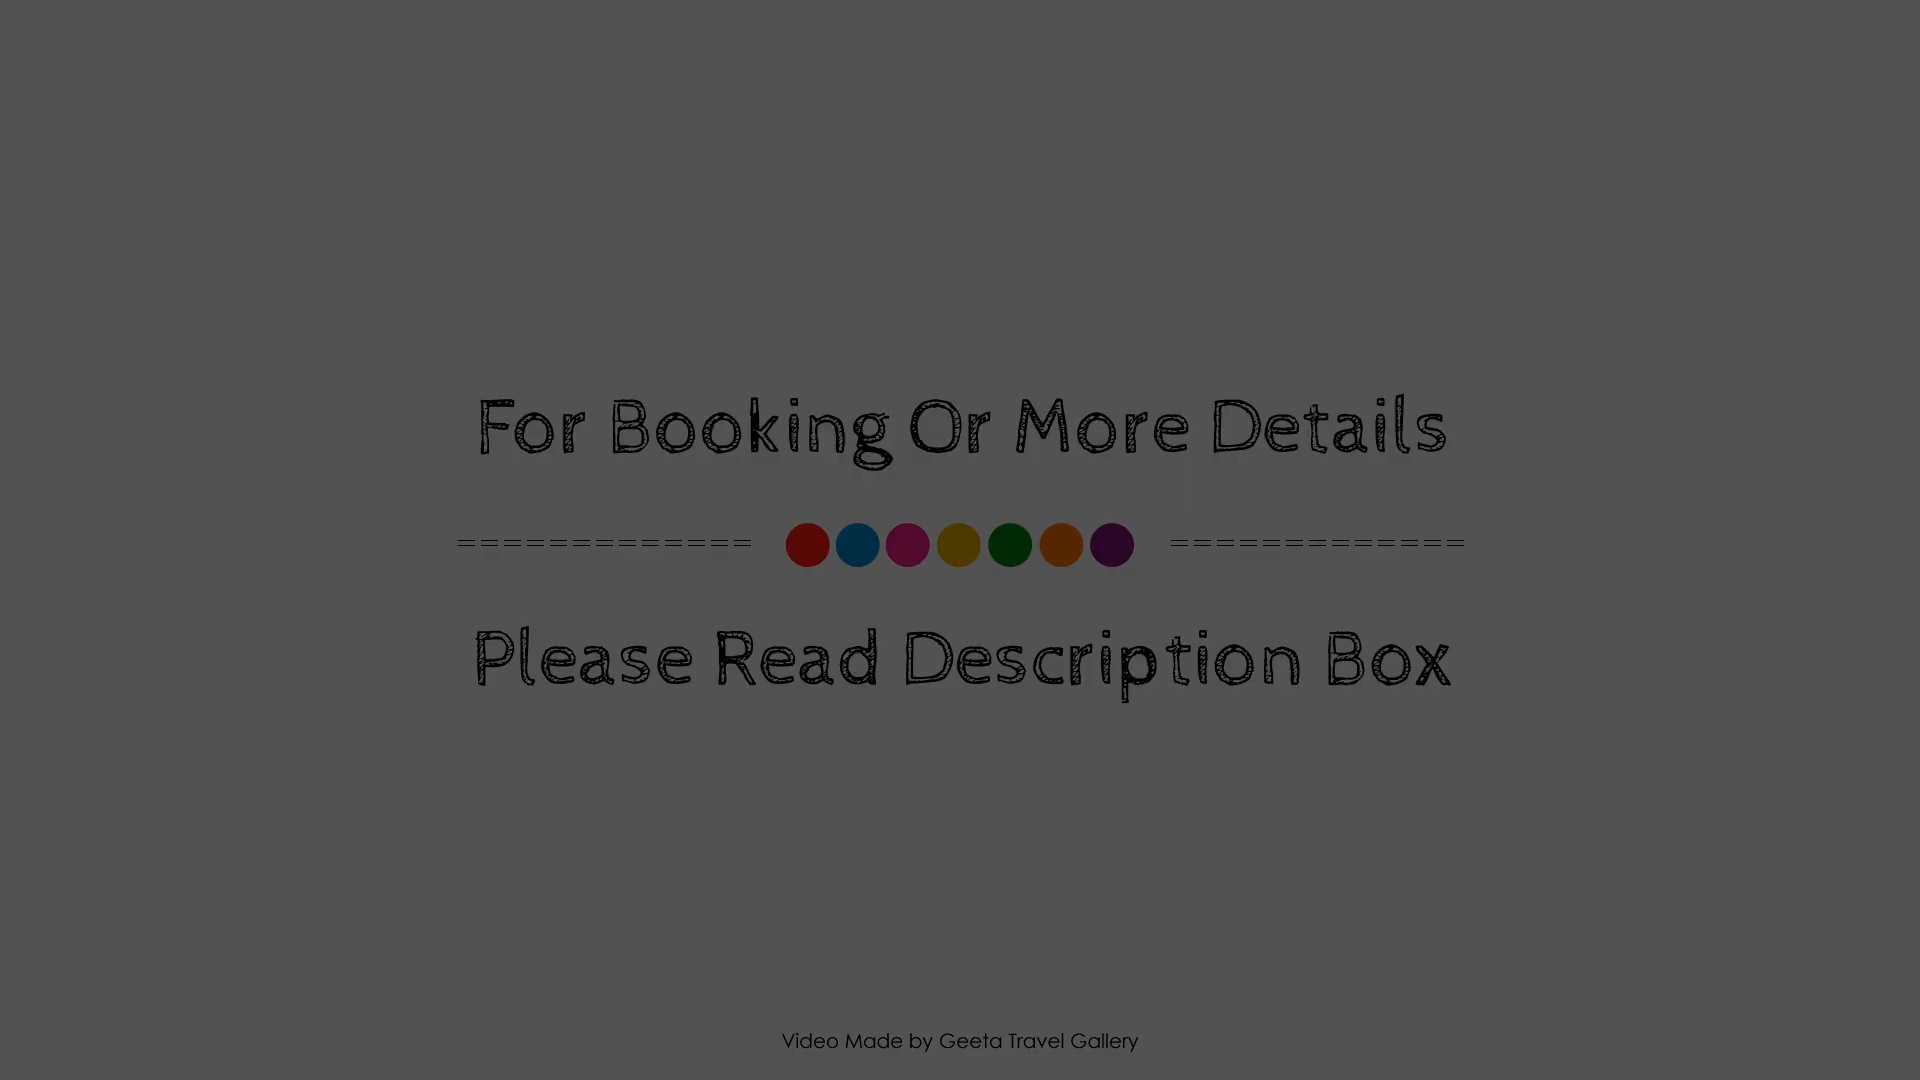 For Booking Or More Details
============= =============
Please Read Description Box
Video Made by Geeta Travel Gallery